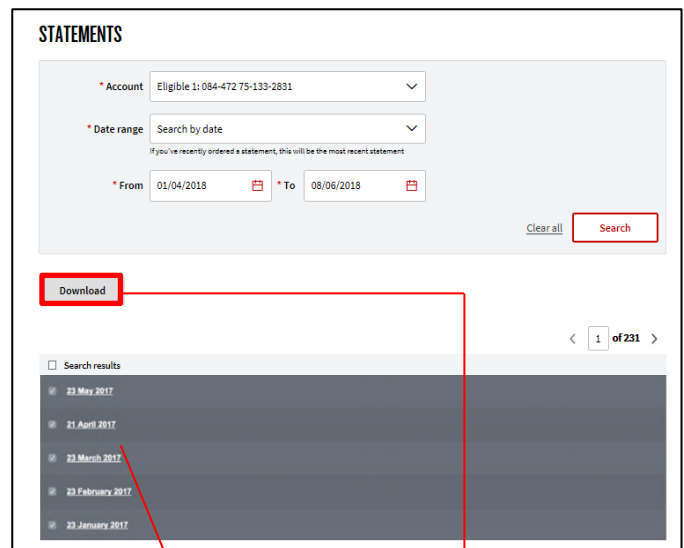 STATEMENTS
* Account Eligible 1: 084-472 75-133-2831
* Date range Search by date
If you've recently ordered a statement, this will be the most recent statement
* From 01/04/2018 * To 08/06/2018
Clear all Search
Download
1 of 231
Search results
23 May 2017
21 April 2017
23 March 2017
23 February 2017
23 January 2017